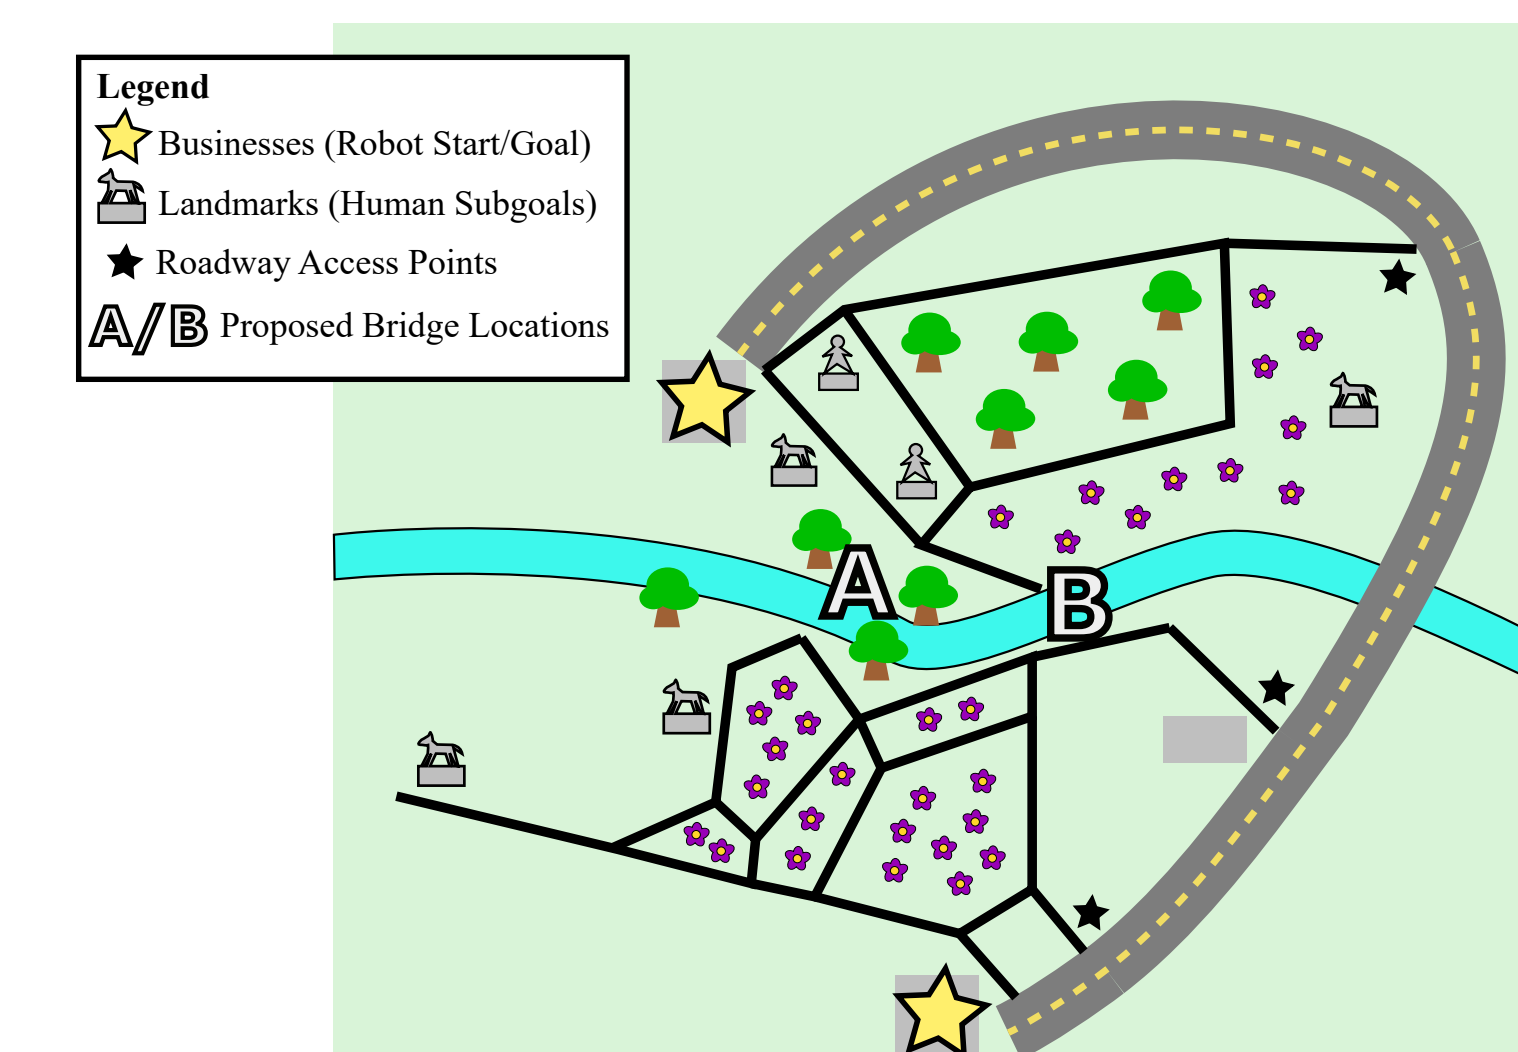 Legend
Businesses (Robot Start/Goal)
Landmarks (Human Subgoals)
Roadway Access Points
A/B Proposed Bridge Locations
A
B